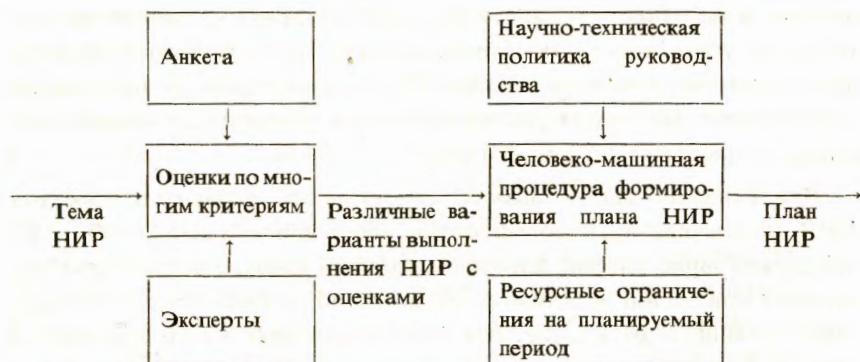 Анкета
Научно-техническая
политика руковод-
ства
Оценки по мно-
гим критериям
Человеко-машинная
процедура формиро-
вания плана НИР
Тема
НИР
Различные ва-
рианты выпол-
нения НИР с
оценками
План
НИР
Эксперты
Ресурсные ограниче-
ния на планируемый
период